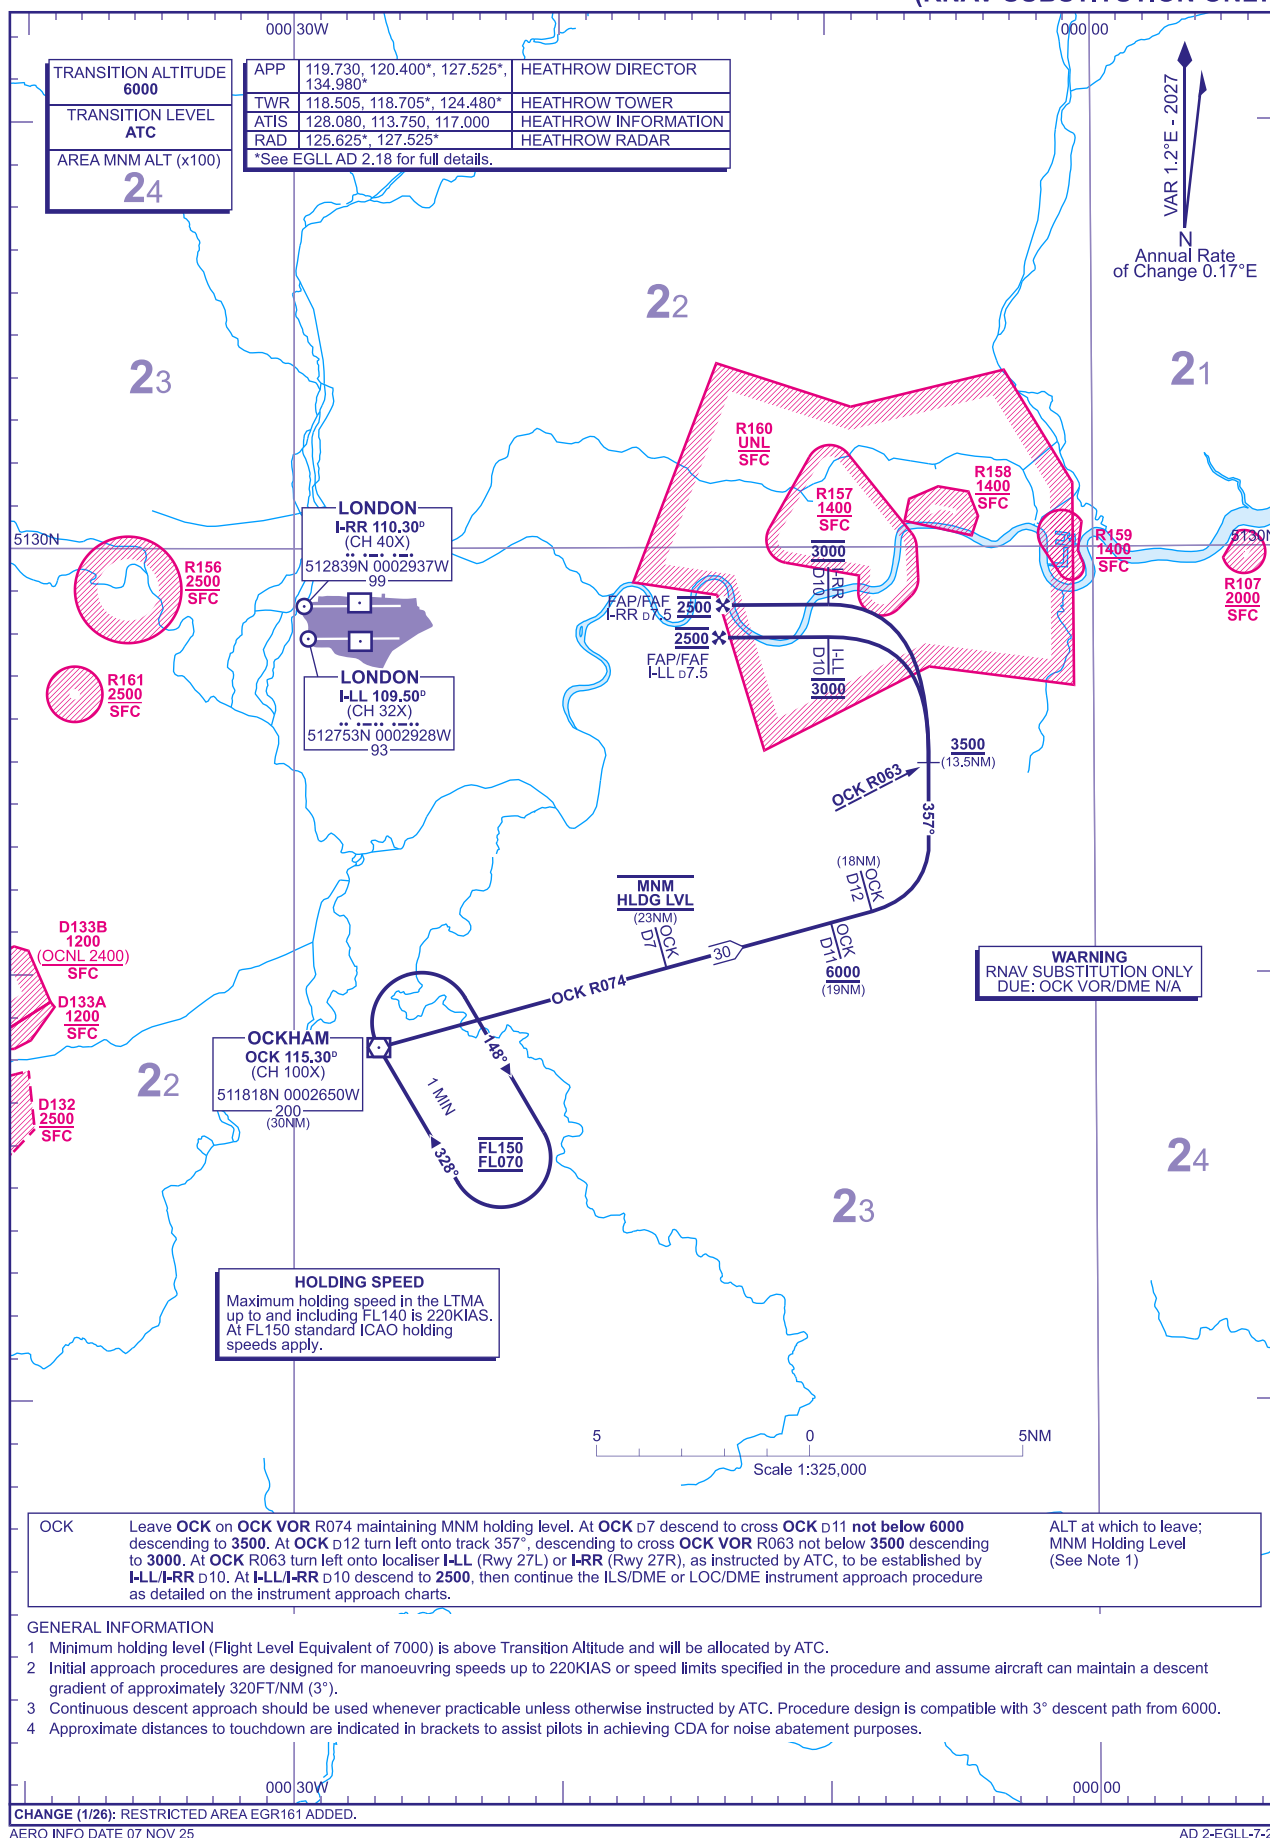 000 30W
000 00
TRANSITION ALTITUDE
6000
TRANSITION LEVEL
ATC
AREA MNM ALT (x100)
24
APP 119.730, 120.400*, 127.525*, 134.980* HEATHROW DIRECTOR
TWR 118.505, 118.705*, 124.480* HEATHROW TOWER
ATIS 128.080, 113.750, 117.000 HEATHROW INFORMATION
RAD 125.625*, 127.525* HEATHROW RADAR
*See EGLL AD 2.18 for full details.
VAR 1.2°E - 2027
N
Annual Rate
of Change 0.17°E
22
23
21
R160
UNL
SFC
R157
1400
SFC
R158
1400
SFC
R159
1400
SFC
R107
2000
SFC
5130N
5130N
R156
2500
SFC
R161
2500
SFC
LONDON
I-RR 110.30ᴰ
(CH 40X)
512839N 0002937W
99
LONDON
I-LL 109.50ᴰ
(CH 32X)
512753N 0002928W
93
3000
I-RR
D10
FAP/FAF
I-RR D7.5
2500
2500
FAP/FAF
I-LL D7.5
I-LL
D10
3000
3500
(13.5NM)
OCK R063
357°
(18NM)
OCK
D12
MNM
HLDG LVL
(23NM)
OCK
D7
30
OCK
D11
6000
(19NM)
OCK R074
WARNING
RNAV SUBSTITUTION ONLY
DUE: OCK VOR/DME N/A
D133B
1200
(OCNL 2400)
SFC
D133A
1200
SFC
D132
2500
SFC
22
OCKHAM
OCK 115.30ᴰ
(CH 100X)
511818N 0002650W
200
(30NM)
148°
1 MIN
328°
FL150
FL070
24
23
HOLDING SPEED
Maximum holding speed in the LTMA
up to and including FL140 is 220KIAS.
At FL150 standard ICAO holding
speeds apply.
5 0 5NM
Scale 1:325,000
OCK Leave OCK on OCK VOR R074 maintaining MNM holding level. At OCK D7 descend to cross OCK D11 not below 6000
descending to 3500. At OCK D12 turn left onto track 357°, descending to cross OCK VOR R063 not below 3500 descending
to 3000. At OCK R063 turn left onto localiser I-LL (Rwy 27L) or I-RR (Rwy 27R), as instructed by ATC, to be established by
I-LL/I-RR D10. At I-LL/I-RR D10 descend to 2500, then continue the ILS/DME or LOC/DME instrument approach procedure
as detailed on the instrument approach charts.
ALT at which to leave;
MNM Holding Level
(See Note 1)
GENERAL INFORMATION
1 Minimum holding level (Flight Level Equivalent of 7000) is above Transition Altitude and will be allocated by ATC.
2 Initial approach procedures are designed for manoeuvring speeds up to 220KIAS or speed limits specified in the procedure and assume aircraft can maintain a descent
gradient of approximately 320FT/NM (3°).
3 Continuous descent approach should be used whenever practicable unless otherwise instructed by ATC. Procedure design is compatible with 3° descent path from 6000.
4 Approximate distances to touchdown are indicated in brackets to assist pilots in achieving CDA for noise abatement purposes.
000 30W
000 00
CHANGE (1/26): RESTRICTED AREA EGR161 ADDED.
AERO INFO DATE 07 NOV 25
AD 2-EGLL-7-2